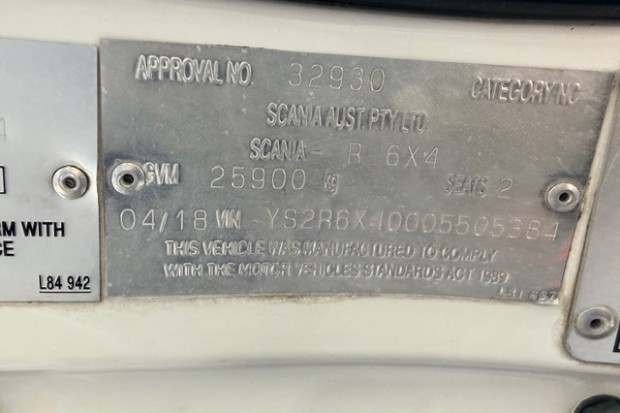 APPROVAL NO. 32930 CATEGORY NC
SCANIA AUST. PTY LTD
SCANIA - R 6X4
GVM 25900 kg SEATS 2
04/18 VIN - YS2R6X40005505384
THIS VEHICLE WAS MANUFACTURED TO COMPLY
WITH THE MOTOR VEHICLES STANDARDS ACT 1989
RM WITH
CE
L84 942